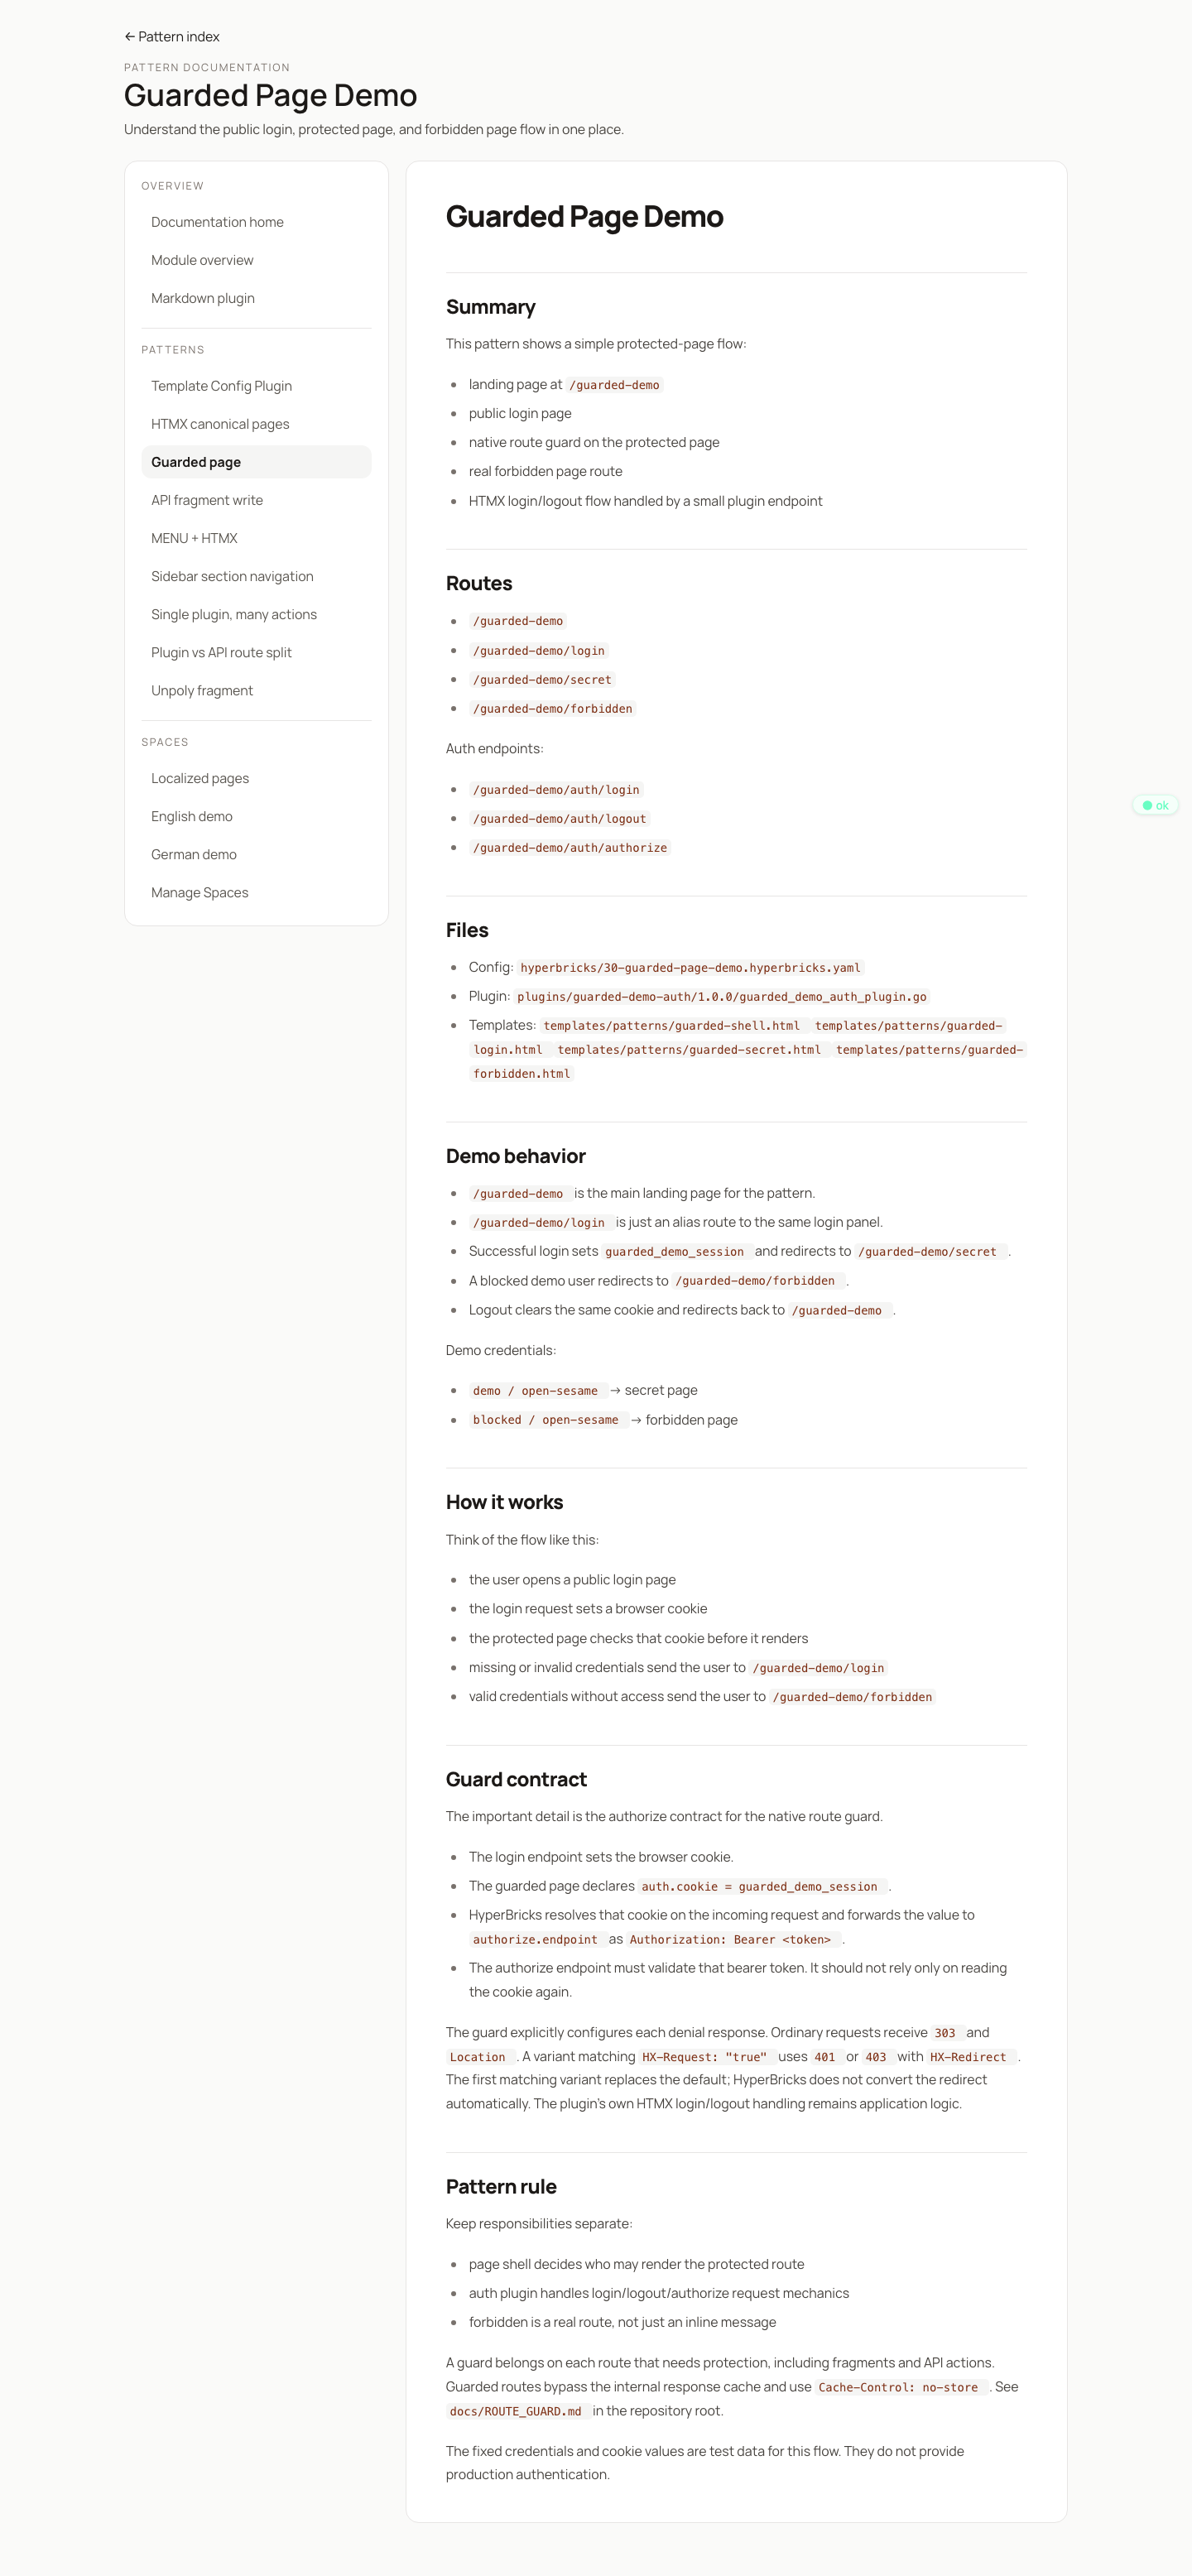 ← Pattern index
PATTERN DOCUMENTATION
Guarded Page Demo
Understand the public login, protected page, and forbidden page flow in one place.
OVERVIEW
Documentation home
Module overview
Markdown plugin
PATTERNS
Template Config Plugin
HTMX canonical pages
Guarded page
API fragment write
MENU + HTMX
Sidebar section navigation
Single plugin, many actions
Plugin vs API route split
Unpoly fragment
SPACES
Localized pages
English demo
German demo
Manage Spaces
Guarded Page Demo
Summary
This pattern shows a simple protected-page flow:
landing page at /guarded-demo
public login page
native route guard on the protected page
real forbidden page route
HTMX login/logout flow handled by a small plugin endpoint
Routes
/guarded-demo
/guarded-demo/login
/guarded-demo/secret
/guarded-demo/forbidden
Auth endpoints:
/guarded-demo/auth/login
/guarded-demo/auth/logout
/guarded-demo/auth/authorize
ok
Files
Config: hyperbricks/30-guarded-page-demo.hyperbricks.yaml
Plugin: plugins/guarded-demo-auth/1.0.0/guarded_demo_auth_plugin.go
Templates: templates/patterns/guarded-shell.html templates/patterns/guarded-
login.html templates/patterns/guarded-secret.html templates/patterns/guarded-
forbidden.html
Demo behavior
/guarded-demo is the main landing page for the pattern.
/guarded-demo/login is just an alias route to the same login panel.
Successful login sets guarded_demo_session and redirects to /guarded-demo/secret .
A blocked demo user redirects to /guarded-demo/forbidden .
Logout clears the same cookie and redirects back to /guarded-demo .
Demo credentials:
demo / open-sesame → secret page
blocked / open-sesame → forbidden page
How it works
Think of the flow like this:
the user opens a public login page
the login request sets a browser cookie
the protected page checks that cookie before it renders
missing or invalid credentials send the user to /guarded-demo/login
valid credentials without access send the user to /guarded-demo/forbidden
Guard contract
The important detail is the authorize contract for the native route guard.
The login endpoint sets the browser cookie.
The guarded page declares auth.cookie = guarded_demo_session .
HyperBricks resolves that cookie on the incoming request and forwards the value to
authorize.endpoint as Authorization: Bearer <token> .
The authorize endpoint must validate that bearer token. It should not rely only on reading
the cookie again.
The guard explicitly configures each denial response. Ordinary requests receive 303 and
Location . A variant matching HX-Request: "true" uses 401 or 403 with HX-Redirect .
The first matching variant replaces the default; HyperBricks does not convert the redirect
automatically. The plugin's own HTMX login/logout handling remains application logic.
Pattern rule
Keep responsibilities separate:
page shell decides who may render the protected route
auth plugin handles login/logout/authorize request mechanics
forbidden is a real route, not just an inline message
A guard belongs on each route that needs protection, including fragments and API actions.
Guarded routes bypass the internal response cache and use Cache-Control: no-store . See
docs/ROUTE_GUARD.md in the repository root.
The fixed credentials and cookie values are test data for this flow. They do not provide
production authentication.